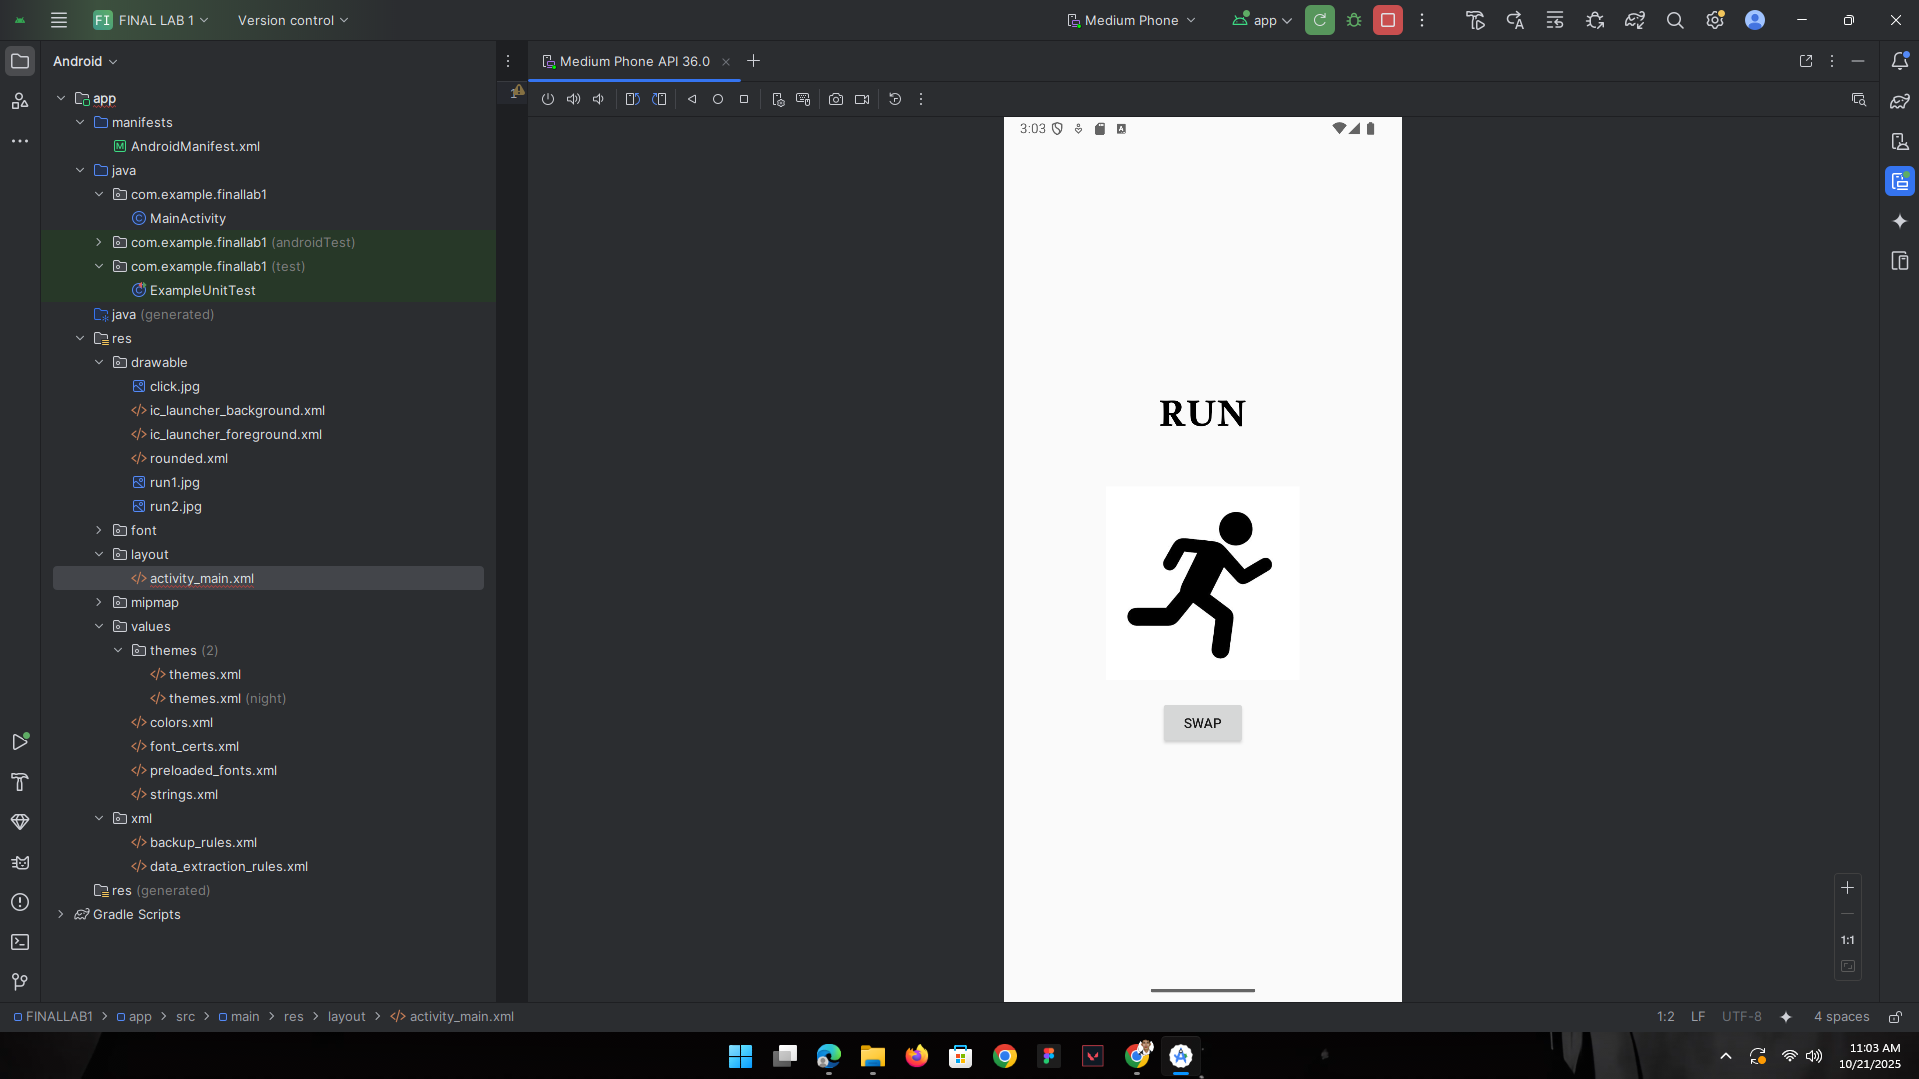 FI FINAL LAB 1 Version control Medium Phone app
Android
Medium Phone API 36.0
app
manifests
AndroidManifest.xml
java
com.example.finallab1
MainActivity
com.example.finallab1 (androidTest)
com.example.finallab1 (test)
ExampleUnitTest
java (generated)
res
drawable
click.jpg
ic_launcher_background.xml
ic_launcher_foreground.xml
rounded.xml
run1.jpg
run2.jpg
font
layout
activity_main.xml
mipmap
values
themes (2)
themes.xml
themes.xml (night)
colors.xml
font_certs.xml
preloaded_fonts.xml
strings.xml
xml
backup_rules.xml
data_extraction_rules.xml
res (generated)
Gradle Scripts
3:03
RUN
SWAP
1:1
FINALLAB1 > app > src > main > res > layout > activity_main.xml
1:2 LF UTF-8 4 spaces
11:03 AM
10/21/2025